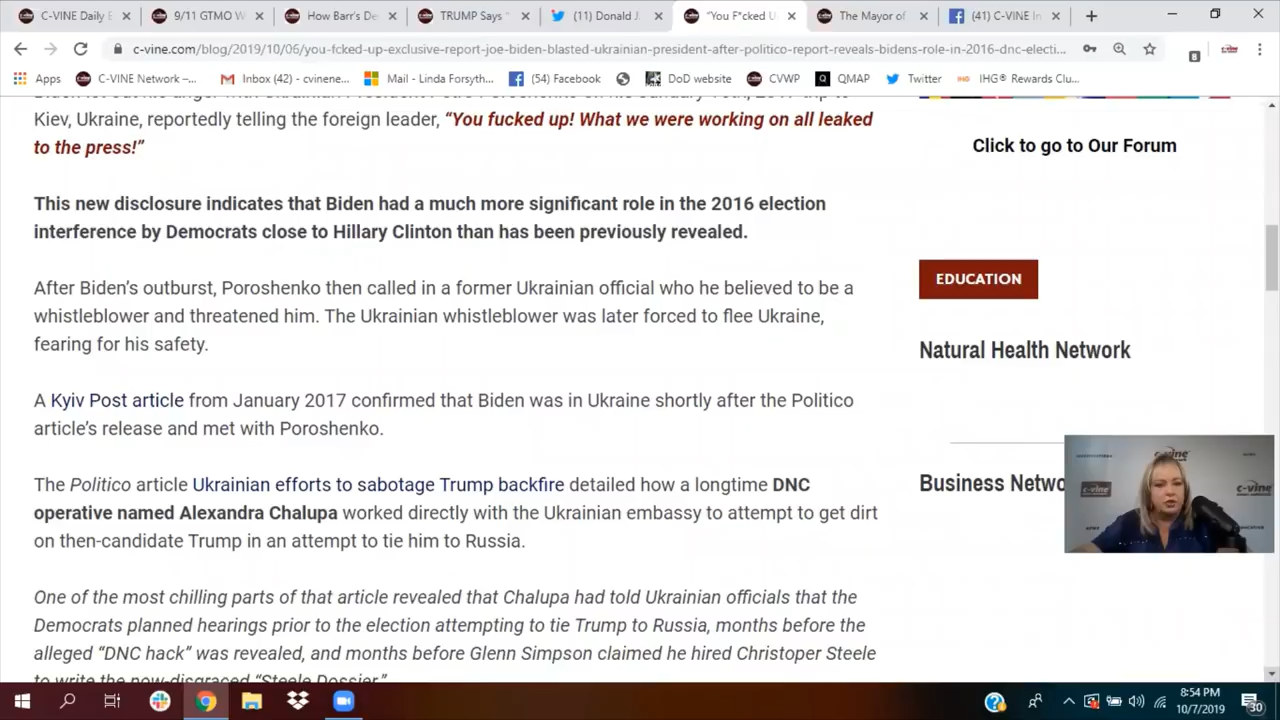 C-VINE Daily E
9/11 GTMO W
How Barr's De
TRUMP Says "
(11) Donald J.
"You F*cked U
The Mayor of
(41) C-VINE In
c-vine.com/blog/2019/10/06/you-fcked-up-exclusive-report-joe-biden-blasted-ukrainian-president-after-politico-report-reveals-bidens-role-in-2016-dnc-electi...
Apps
C-VINE Network –...
Inbox (42) - cvinene...
Mail - Linda Forsyth...
(54) Facebook
DoD website
CVWP
QMAP
Twitter
IHG® Rewards Clu...
Kiev, Ukraine, reportedly telling the foreign leader, "You fucked up! What we were working on all leaked
to the press!"
This new disclosure indicates that Biden had a much more significant role in the 2016 election
interference by Democrats close to Hillary Clinton than has been previously revealed.
After Biden's outburst, Poroshenko then called in a former Ukrainian official who he believed to be a
whistleblower and threatened him. The Ukrainian whistleblower was later forced to flee Ukraine,
fearing for his safety.
A Kyiv Post article from January 2017 confirmed that Biden was in Ukraine shortly after the Politico
article's release and met with Poroshenko.
The Politico article Ukrainian efforts to sabotage Trump backfire detailed how a longtime DNC
operative named Alexandra Chalupa worked directly with the Ukrainian embassy to attempt to get dirt
on then-candidate Trump in an attempt to tie him to Russia.
One of the most chilling parts of that article revealed that Chalupa had told Ukrainian officials that the
Democrats planned hearings prior to the election attempting to tie Trump to Russia, months before the
alleged "DNC hack" was revealed, and months before Glenn Simpson claimed he hired Christoper Steele
to write the now-disgraced "Steele Dossier."
Click to go to Our Forum
EDUCATION
Natural Health Network
Business Netwo
c-vine
c-vine
8:54 PM
10/7/2019
30